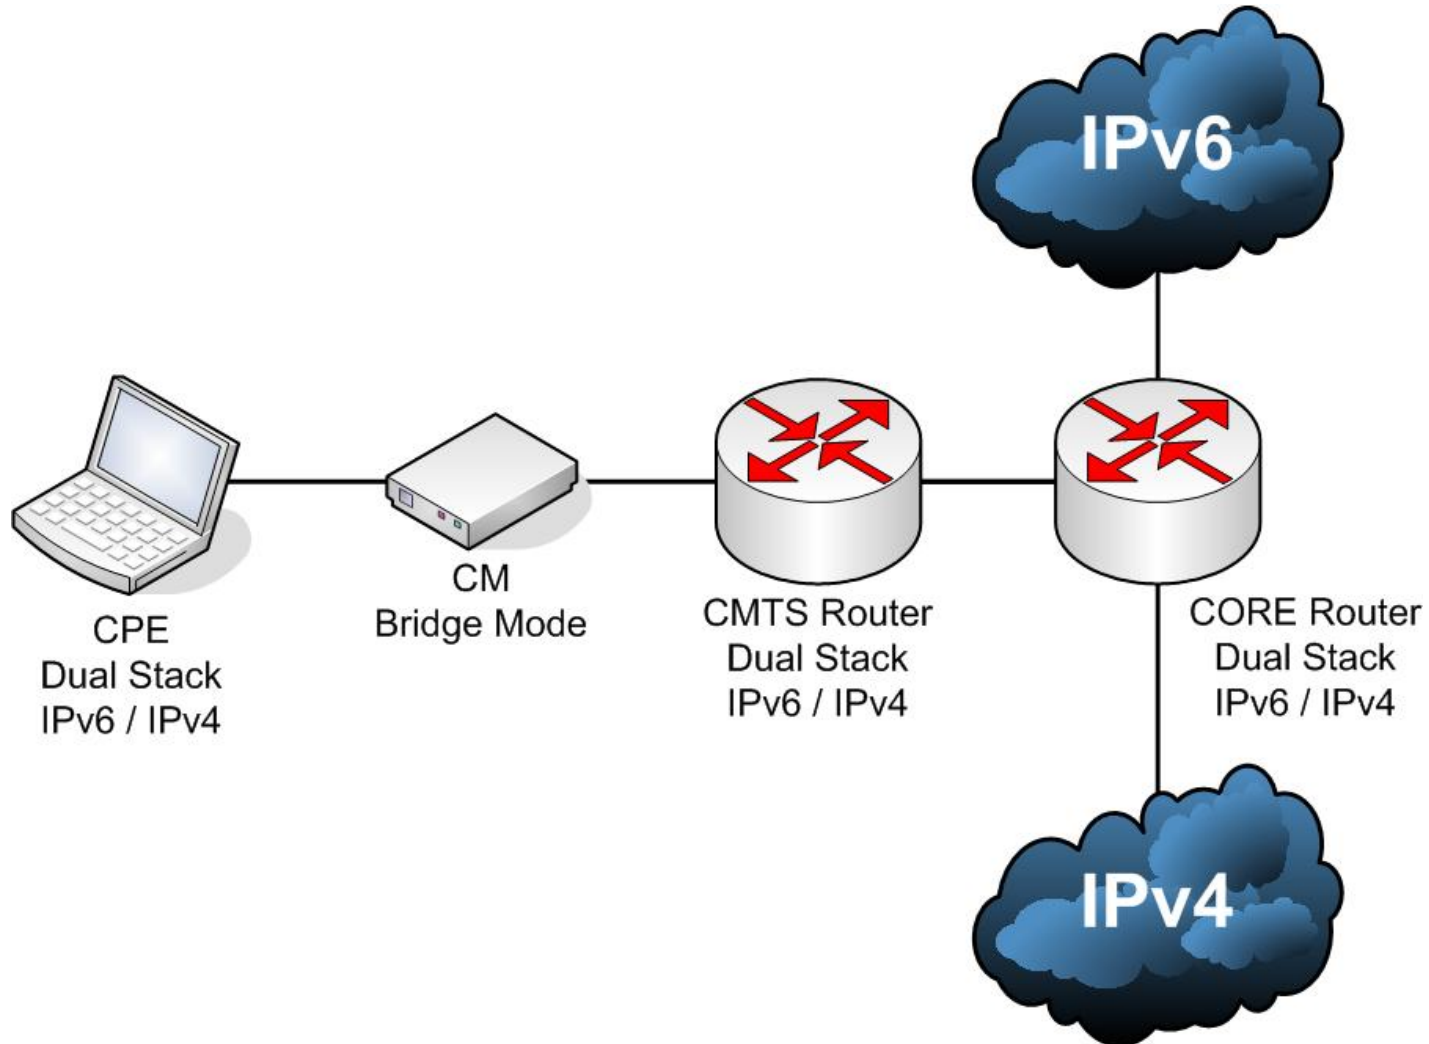 IPv6
CPE
Dual Stack
IPv6 / IPv4
CM
Bridge Mode
CMTS Router
Dual Stack
IPv6 / IPv4
CORE Router
Dual Stack
IPv6 / IPv4
IPv4